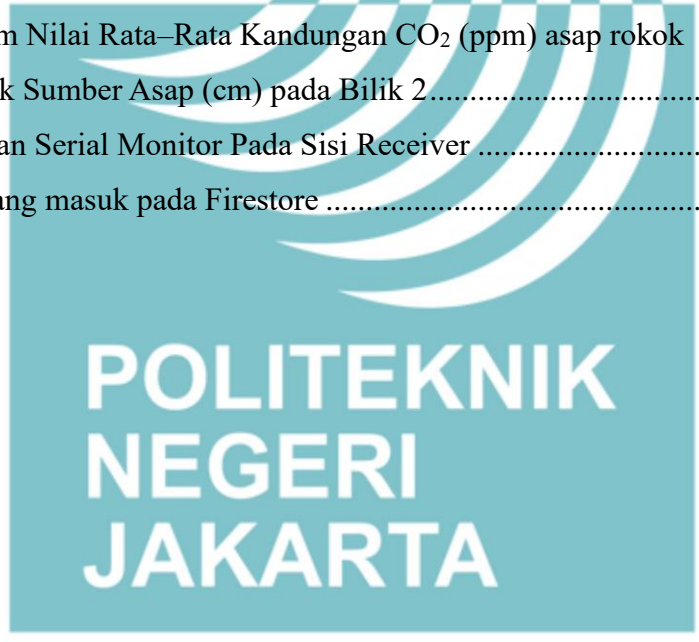 m Nilai Rata–Rata Kandungan CO₂ (ppm) asap rokok
k Sumber Asap (cm) pada Bilik 2..................................
an Serial Monitor Pada Sisi Receiver ............................
ang masuk pada Firestore ...............................................
POLITEKNIK
NEGERI
JAKARTA